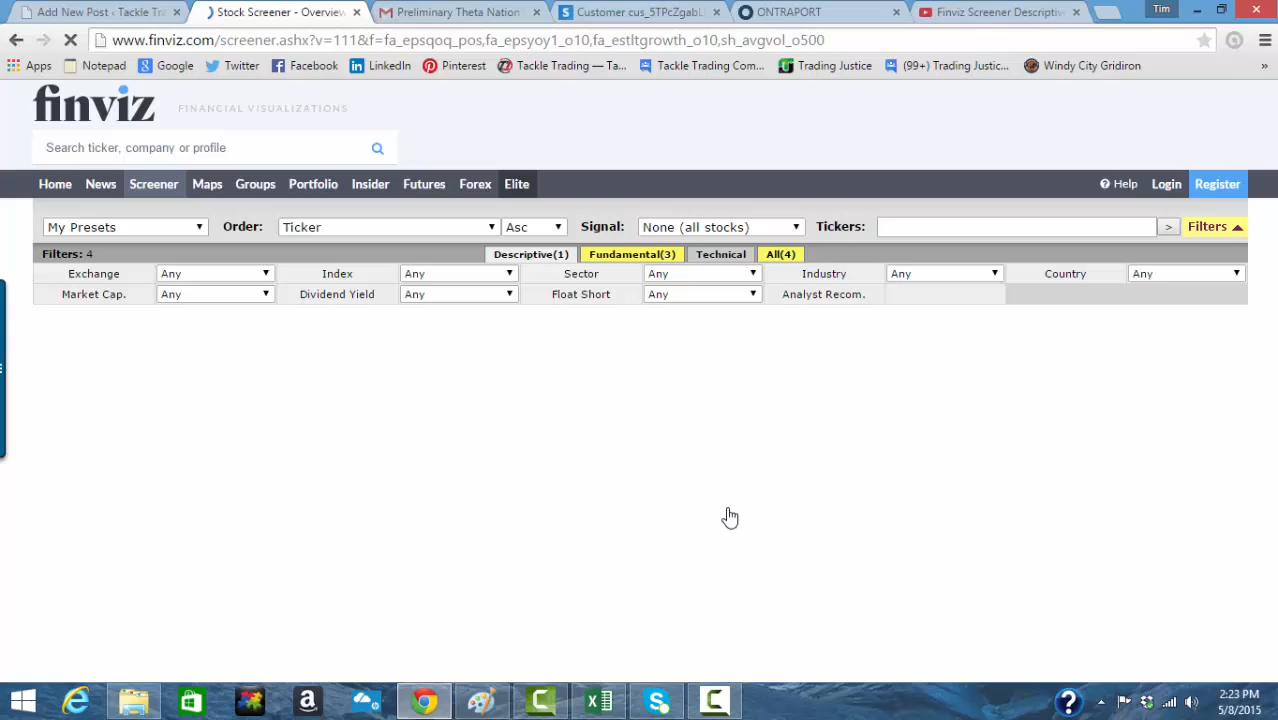 Add New Post ‹ Tackle Tra
Stock Screener - Overview
Preliminary Theta Nation
Customer cus_5TPcZgabL
ONTRAPORT
Finviz Screener Descriptiv
Tim
www.finviz.com/screener.ashx?v=111&f=fa_epsqoq_pos,fa_epsyoy1_o10,fa_estltgrowth_o10,sh_avgvol_o500
Apps Notepad Google Twitter Facebook LinkedIn Pinterest Tackle Trading — Ta... Tackle Trading Com... Trading Justice (99+) Trading Justic... Windy City Gridiron »
finviz FINANCIAL VISUALIZATIONS
Search ticker, company or profile
Home News Screener Maps Groups Portfolio Insider Futures Forex Elite Help Login Register
My Presets Order: Ticker Asc Signal: None (all stocks) Tickers: > Filters
Filters: 4 Descriptive(1) Fundamental(3) Technical All(4)
Exchange Any Index Any Sector Any Industry Any Country Any
Market Cap. Any Dividend Yield Any Float Short Any Analyst Recom.
2:23 PM
5/8/2015